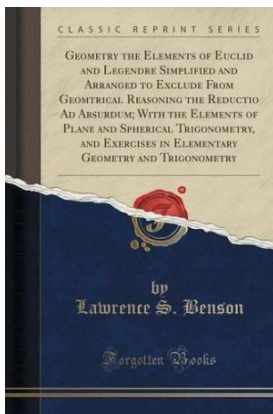 CLASSIC REPRINT SERIES
GEOMETRY THE ELEMENTS OF EUCLID
AND LEGENDRE SIMPLIFIED AND
ARRANGED TO EXCLUDE FROM
GEOMTRICAL REASONING THE REDUCTIO
AD ABSURDUM; WITH THE ELEMENTS OF
PLANE AND SPHERICAL TRIGONOMETRY,
AND EXERCISES IN ELEMENTARY
GEOMETRY AND TRIGONOMETRY
by
Lawrence S. Benson
Forgotten Books